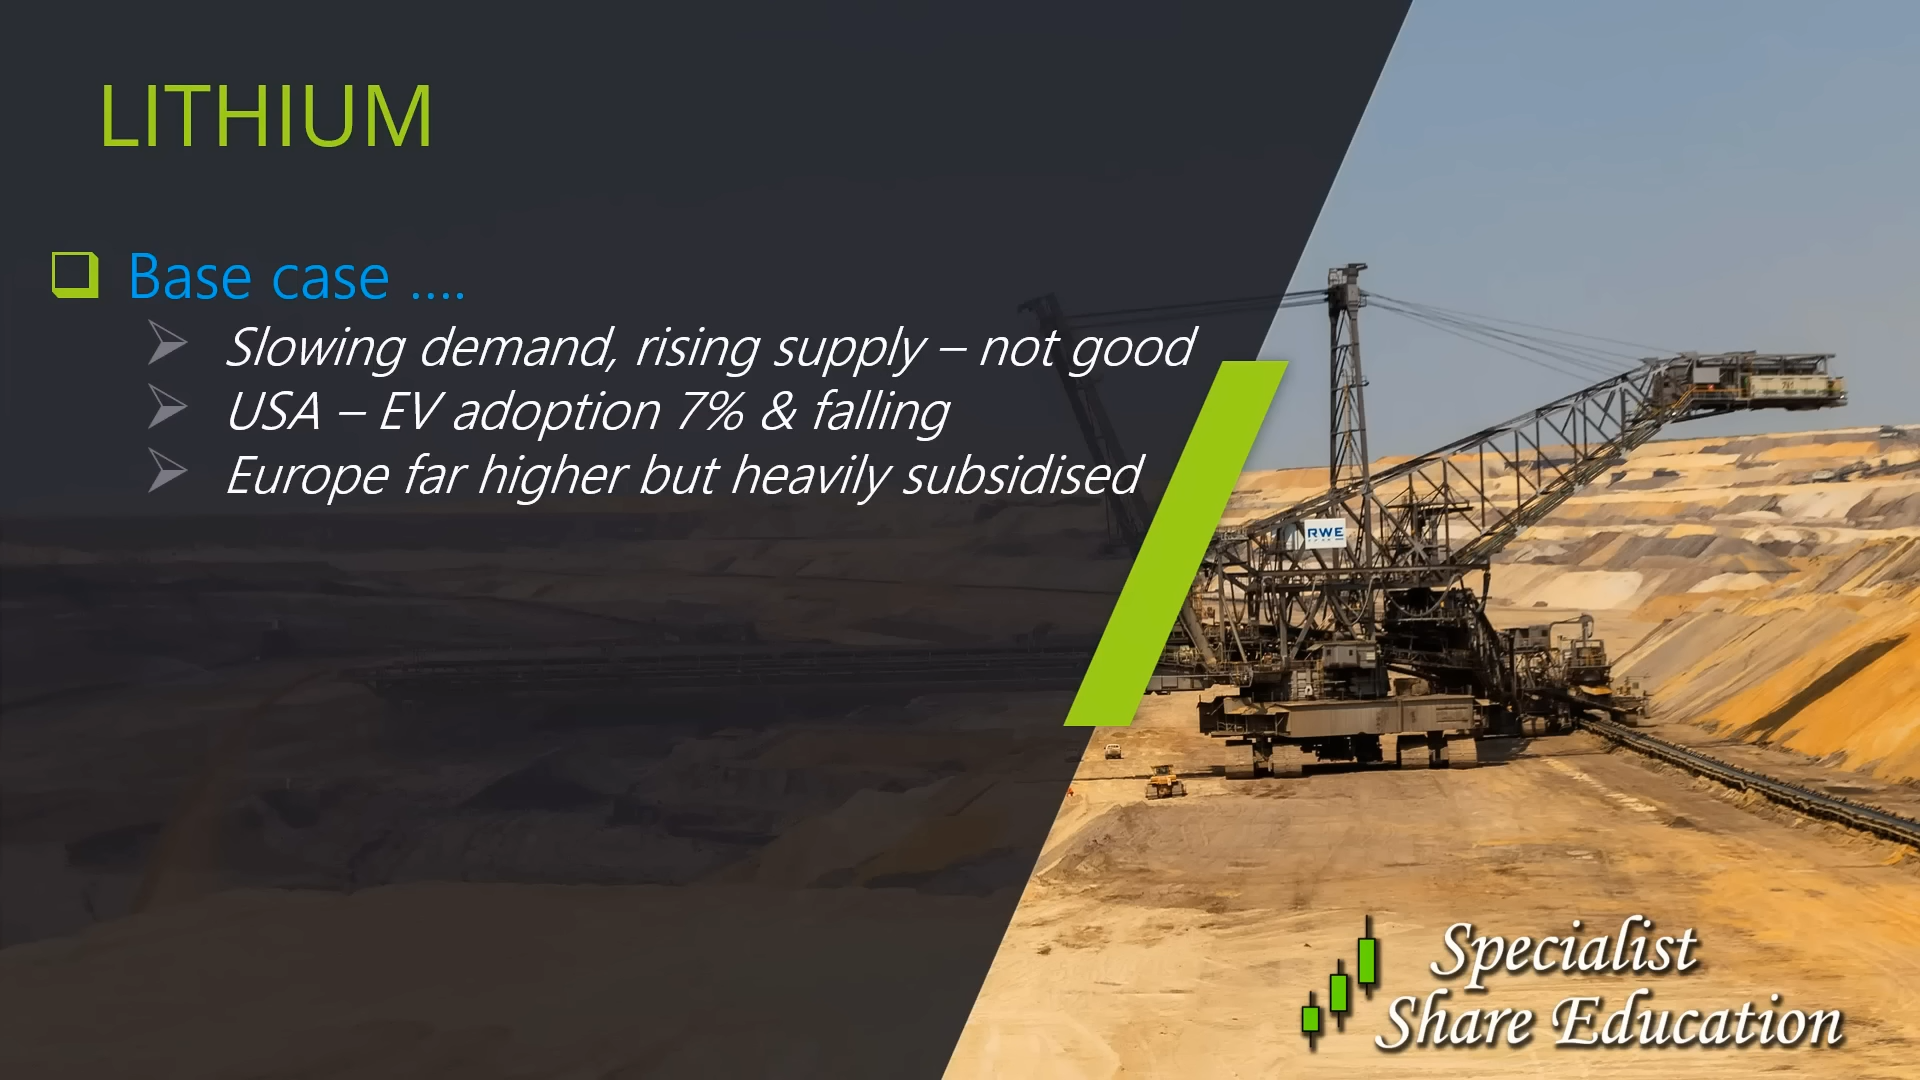 LITHIUM
Base case ....
Slowing demand, rising supply – not good
USA – EV adoption 7% & falling
Europe far higher but heavily subsidised
RWE
Specialist
Share Education